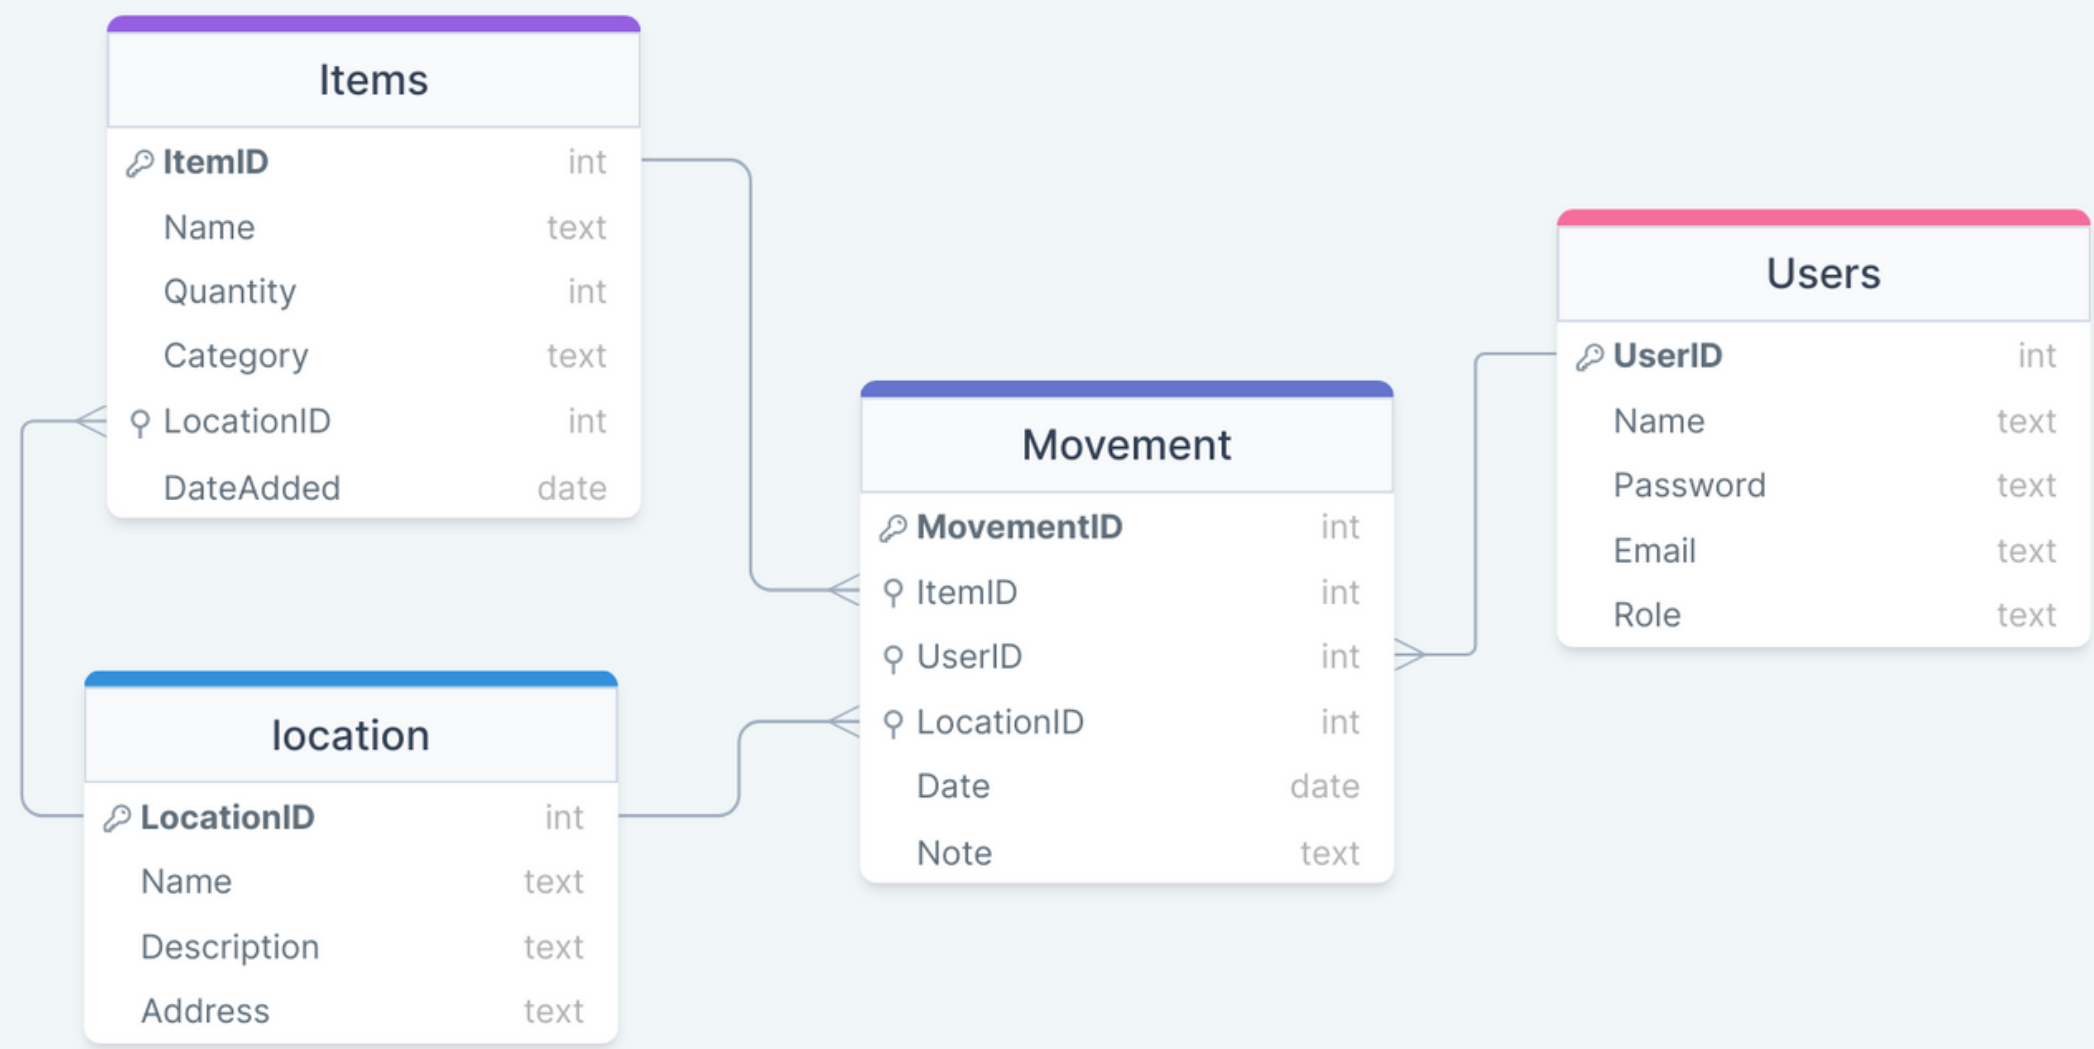 Items
ItemID int
Name text
Quantity int
Category text
LocationID int
DateAdded date
location
LocationID int
Name text
Description text
Address text
Movement
MovementID int
ItemID int
UserID int
LocationID int
Date date
Note text
Users
UserID int
Name text
Password text
Email text
Role text